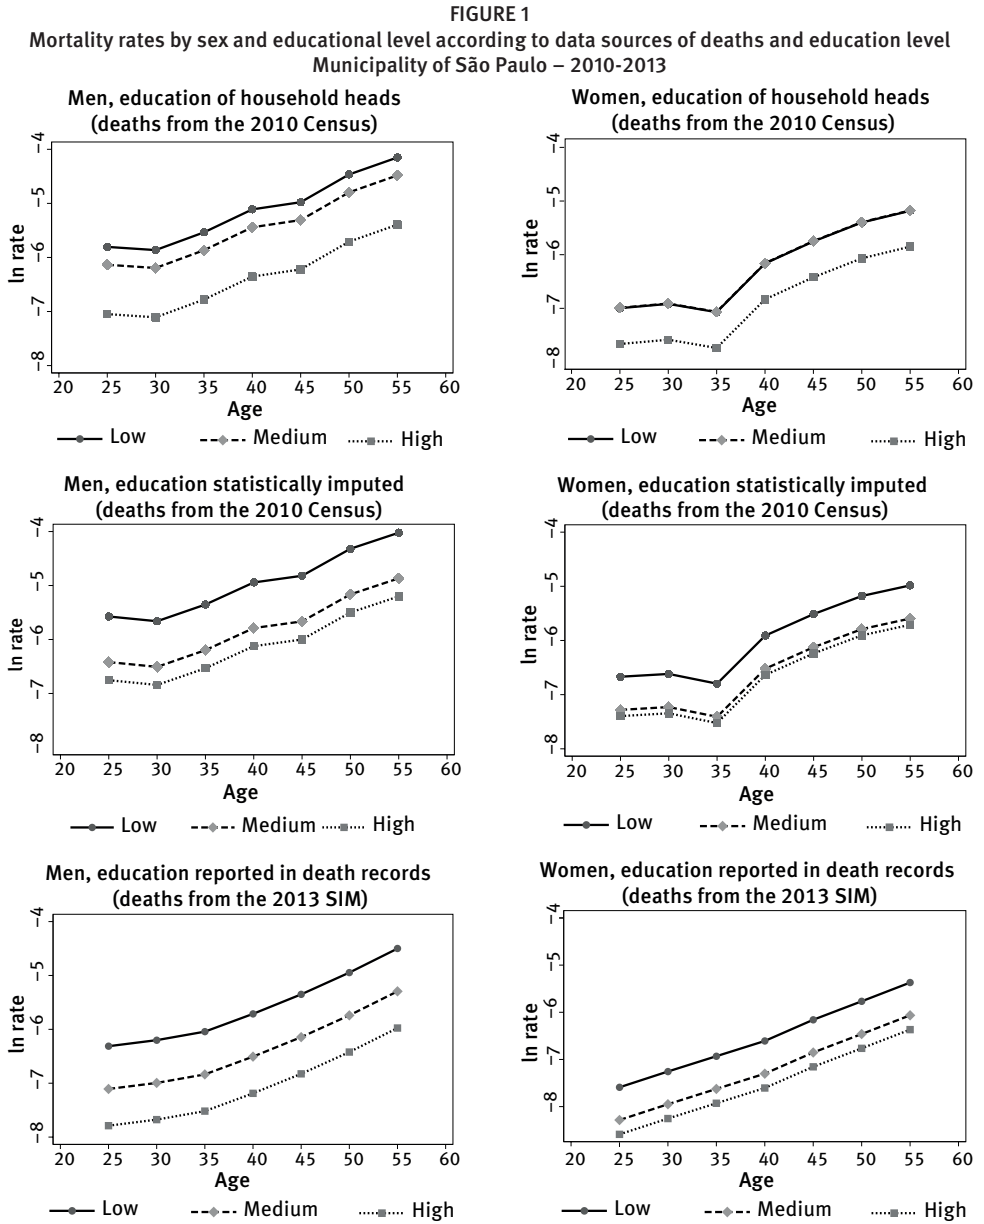 FIGURE 1
Mortality rates by sex and educational level according to data sources of deaths and education level
Municipality of São Paulo – 2010-2013
Men, education of household heads
(deaths from the 2010 Census)
ln rate
−4
−5
−6
−7
−8
20 25 30 35 40 45 50 55 60
Age
Low Medium High
Women, education of household heads
(deaths from the 2010 Census)
ln rate
−4
−5
−6
−7
−8
20 25 30 35 40 45 50 55 60
Age
Low Medium High
Men, education statistically imputed
(deaths from the 2010 Census)
ln rate
−4
−5
−6
−7
−8
20 25 30 35 40 45 50 55 60
Age
Low Medium High
Women, education statistically imputed
(deaths from the 2010 Census)
ln rate
−4
−5
−6
−7
−8
20 25 30 35 40 45 50 55 60
Age
Low Medium High
Men, education reported in death records
(deaths from the 2013 SIM)
ln rate
−4
−5
−6
−7
−8
20 25 30 35 40 45 50 55 60
Age
Low Medium High
Women, education reported in death records
(deaths from the 2013 SIM)
ln rate
−4
−5
−6
−7
−8
20 25 30 35 40 45 50 55 60
Age
Low Medium High